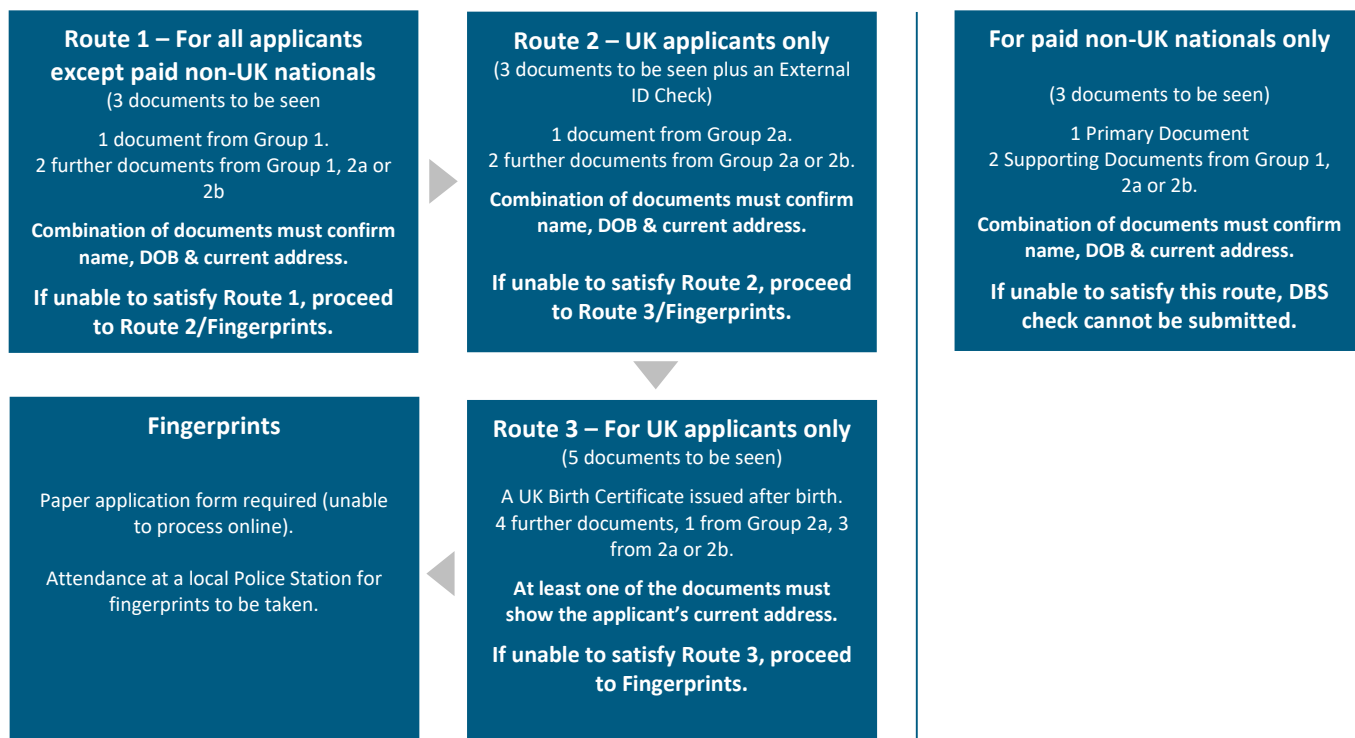 Route 1 – For all applicants
except paid non-UK nationals
(3 documents to be seen
1 document from Group 1.
2 further documents from Group 1, 2a or
2b
Combination of documents must confirm
name, DOB & current address.
If unable to satisfy Route 1, proceed
to Route 2/Fingerprints.
Route 2 – UK applicants only
(3 documents to be seen plus an External
ID Check)
1 document from Group 2a.
2 further documents from Group 2a or 2b.
Combination of documents must confirm
name, DOB & current address.
If unable to satisfy Route 2, proceed
to Route 3/Fingerprints.
Route 3 – For UK applicants only
(5 documents to be seen)
A UK Birth Certificate issued after birth.
4 further documents, 1 from Group 2a, 3
from 2a or 2b.
At least one of the documents must
show the applicant’s current address.
If unable to satisfy Route 3, proceed
to Fingerprints.
Fingerprints
Paper application form required (unable
to process online).
Attendance at a local Police Station for
fingerprints to be taken.
For paid non-UK nationals only
(3 documents to be seen)
1 Primary Document
2 Supporting Documents from Group 1,
2a or 2b.
Combination of documents must confirm
name, DOB & current address.
If unable to satisfy this route, DBS
check cannot be submitted.